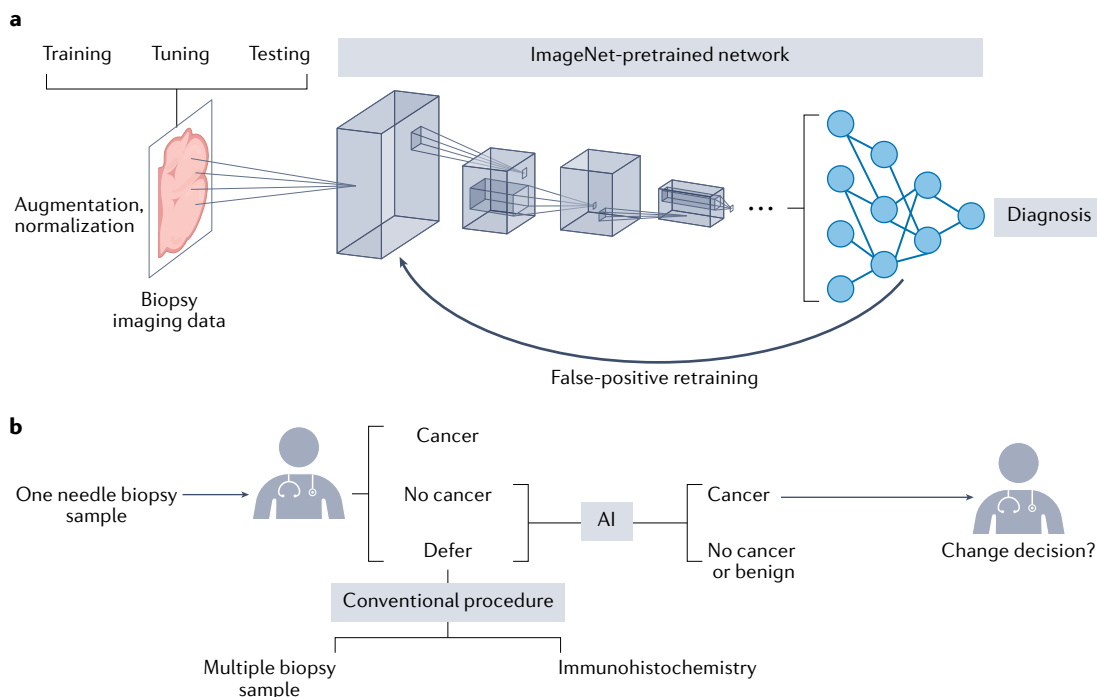 a
Training Tuning Testing
ImageNet-pretrained network
Augmentation,
normalization
Diagnosis
Biopsy
imaging data
False-positive retraining
b
Cancer
One needle biopsy
sample
No cancer
AI
Cancer
Defer
No cancer
or benign
Change decision?
Conventional procedure
Multiple biopsy
sample
Immunohistochemistry